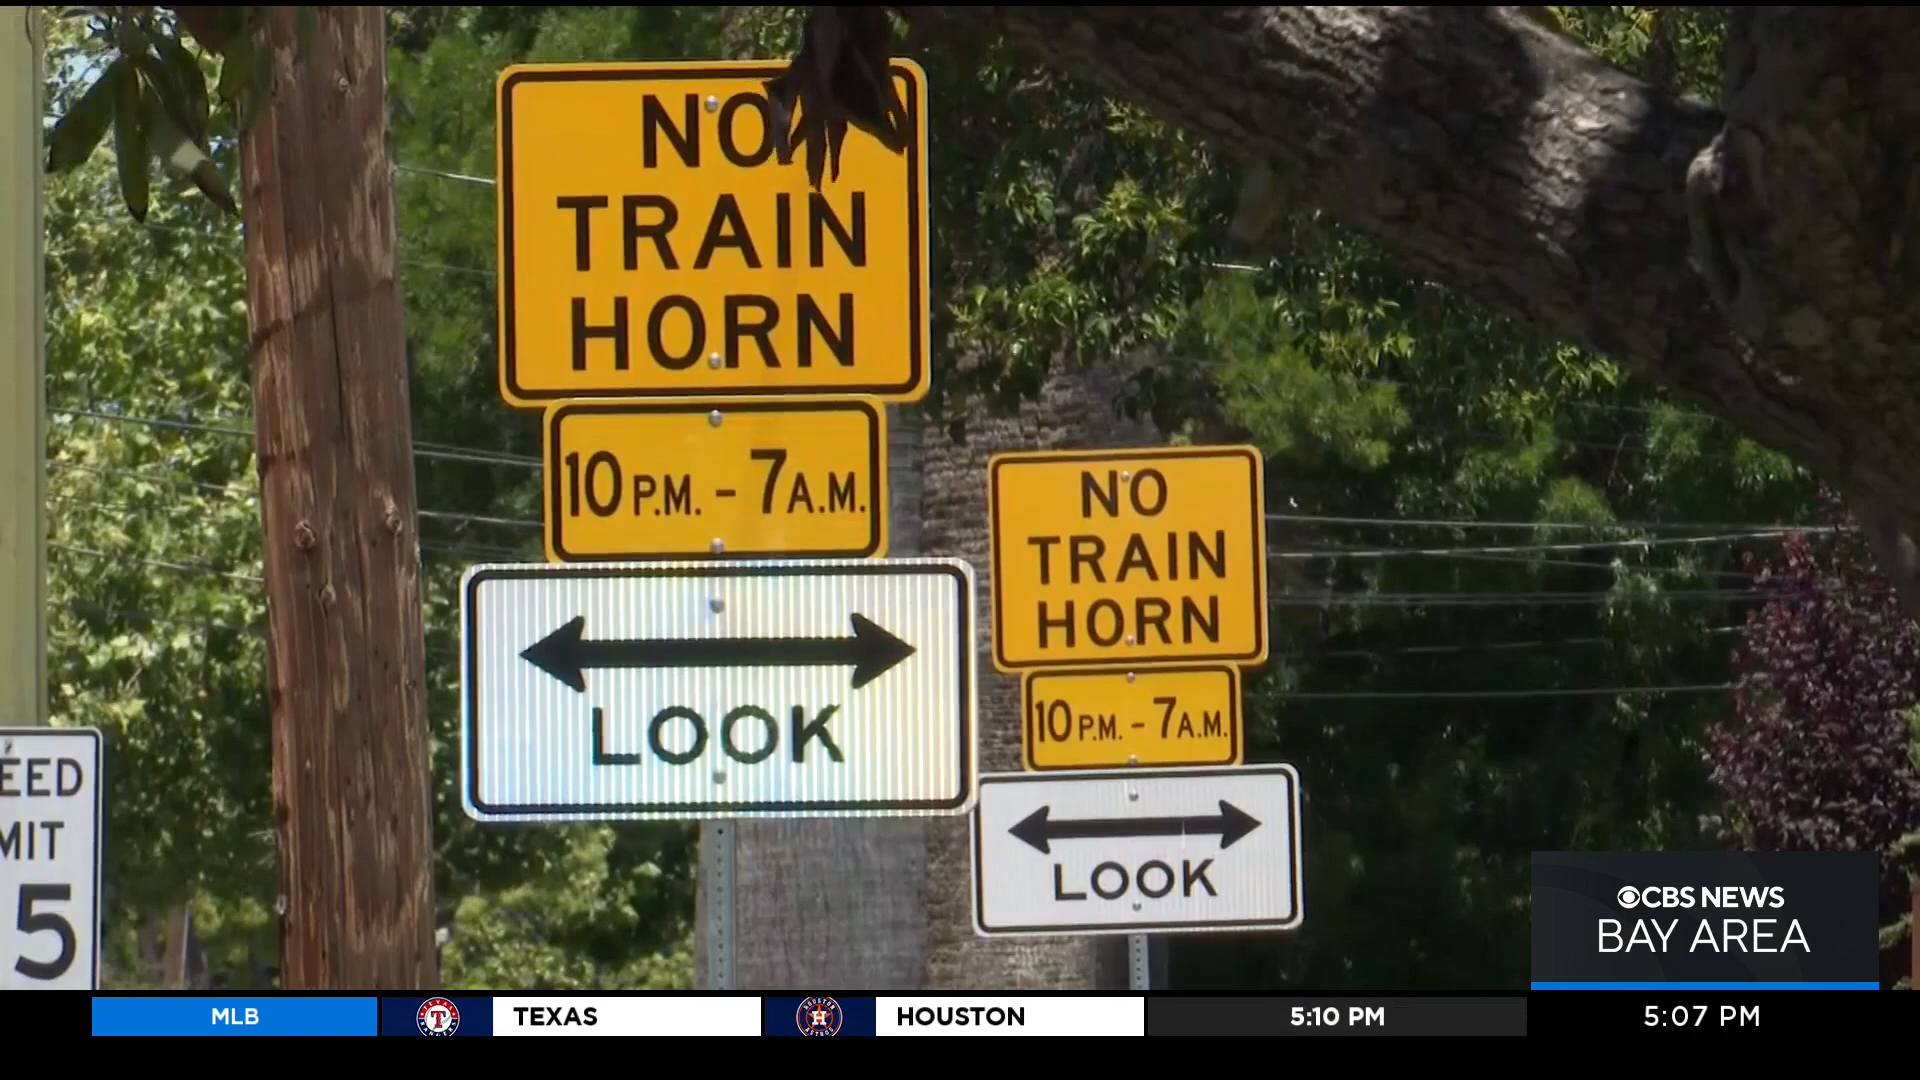 NO
TRAIN
HORN
10 P.M. - 7 A.M.
LOOK
NO
TRAIN
HORN
10 P.M. - 7 A.M.
LOOK
EED
MIT
5
CBS NEWS
BAY AREA
MLB
TEXAS
HOUSTON
5:10 PM
5:07 PM